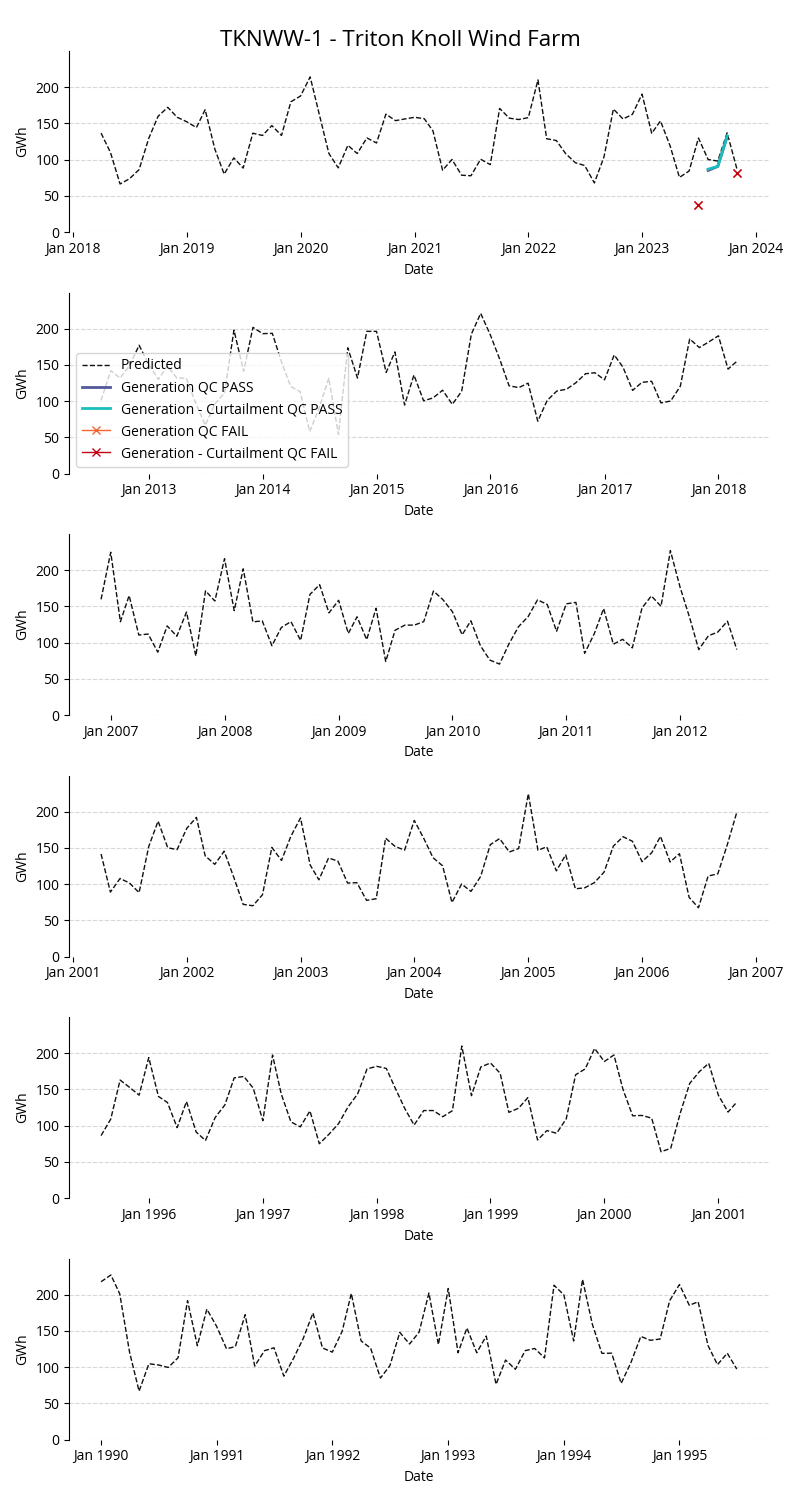 TKNWW-1 - Triton Knoll Wind Farm
GWh
200
150
100
50
0
Jan 2018 Jan 2019 Jan 2020 Jan 2021 Jan 2022 Jan 2023 Jan 2024
Date
GWh
200
150
100
50
0
Predicted
Generation QC PASS
Generation - Curtailment QC PASS
Generation QC FAIL
Generation - Curtailment QC FAIL
Jan 2013 Jan 2014 Jan 2015 Jan 2016 Jan 2017 Jan 2018
Date
GWh
200
150
100
50
0
Jan 2007 Jan 2008 Jan 2009 Jan 2010 Jan 2011 Jan 2012
Date
GWh
200
150
100
50
0
Jan 2001 Jan 2002 Jan 2003 Jan 2004 Jan 2005 Jan 2006 Jan 2007
Date
GWh
200
150
100
50
0
Jan 1996 Jan 1997 Jan 1998 Jan 1999 Jan 2000 Jan 2001
Date
GWh
200
150
100
50
0
Jan 1990 Jan 1991 Jan 1992 Jan 1993 Jan 1994 Jan 1995
Date